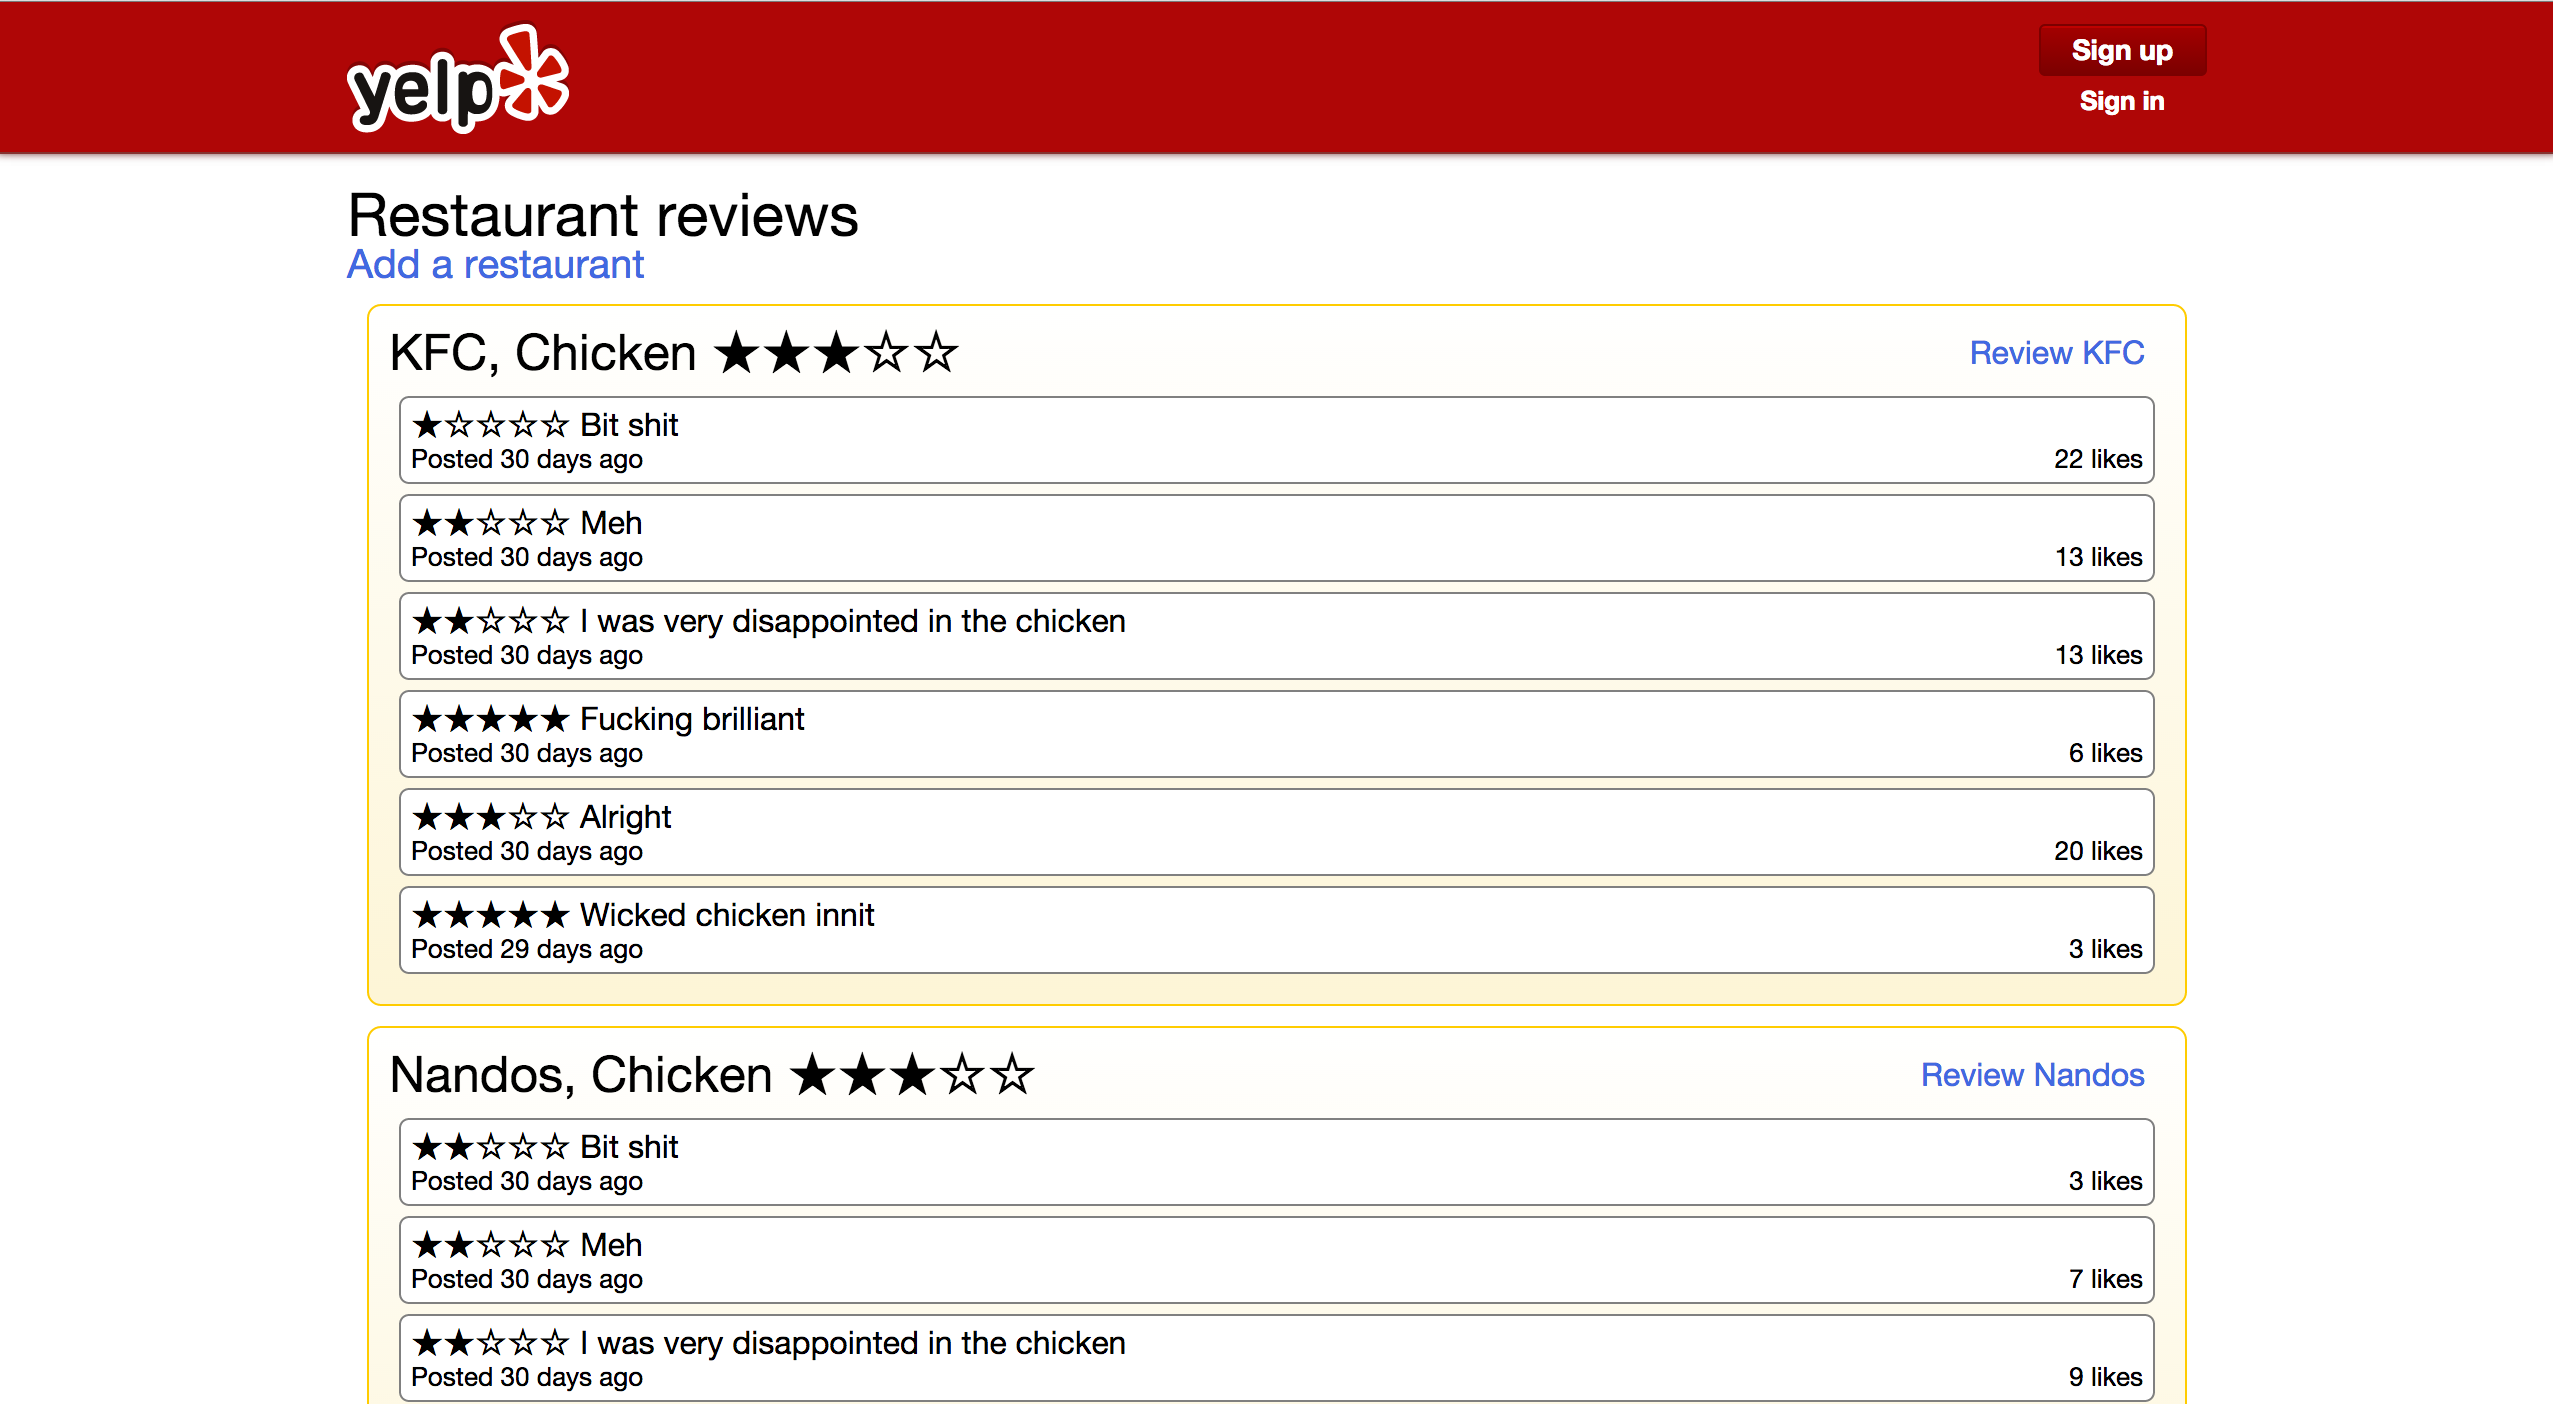 yelp
Sign up
Sign in
Restaurant reviews
Add a restaurant
KFC, Chicken ★★★☆☆ Review KFC
★☆☆☆☆ Bit shit
Posted 30 days ago 22 likes
★★☆☆☆ Meh
Posted 30 days ago 13 likes
★★☆☆☆ I was very disappointed in the chicken
Posted 30 days ago 13 likes
★★★★★ Fucking brilliant
Posted 30 days ago 6 likes
★★★☆☆ Alright
Posted 30 days ago 20 likes
★★★★★ Wicked chicken innit
Posted 29 days ago 3 likes
Nandos, Chicken ★★★☆☆ Review Nandos
★★☆☆☆ Bit shit
Posted 30 days ago 3 likes
★★☆☆☆ Meh
Posted 30 days ago 7 likes
★★☆☆☆ I was very disappointed in the chicken
Posted 30 days ago 9 likes